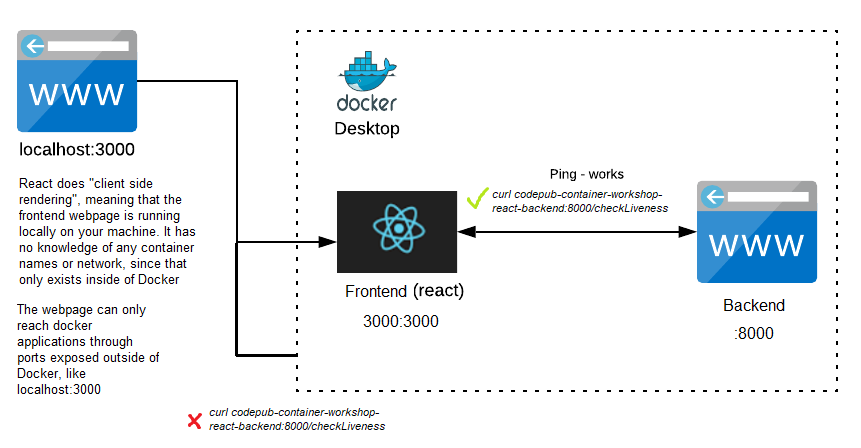 WWW
localhost:3000
React does "client side
rendering", meaning that the
frontend webpage is running
locally on your machine. It has
no knowledge of any container
names or network, since that
only exists inside of Docker
The webpage can only
reach docker
applications through
ports exposed outside of
Docker, like
localhost:3000
docker
Desktop
Frontend (react)
3000:3000
Ping - works
curl codepub-container-workshop-
react-backend:8000/checkLiveness
WWW
Backend
:8000
curl codepub-container-workshop-
react-backend:8000/checkLiveness